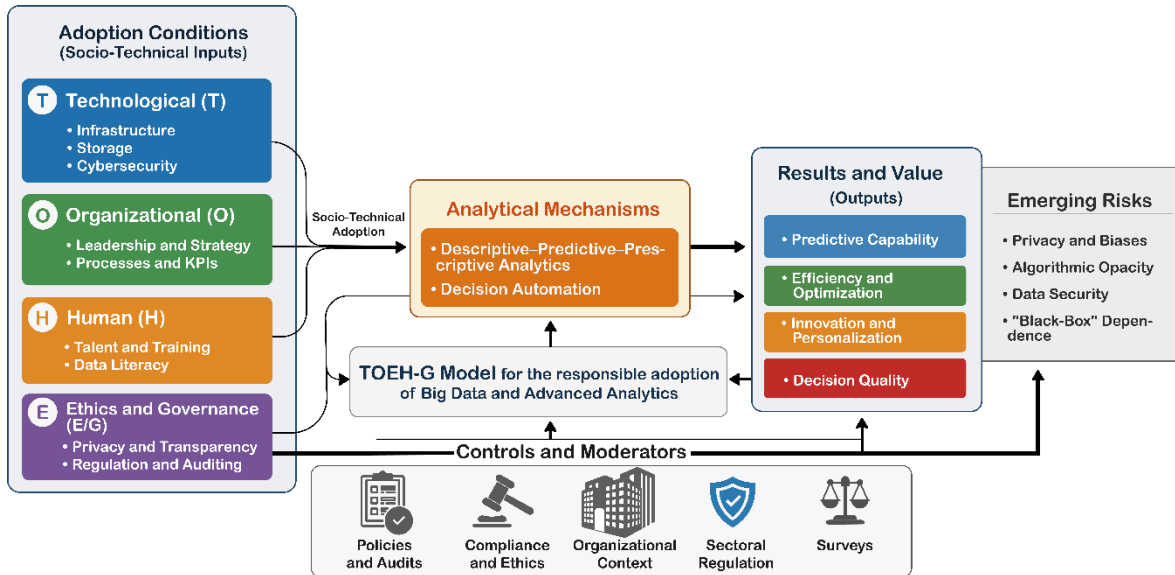 Adoption Conditions
(Socio-Technical Inputs)
T Technological (T)
• Infrastructure
• Storage
• Cybersecurity
O Organizational (O)
• Leadership and Strategy
• Processes and KPIs
H Human (H)
• Talent and Training
• Data Literacy
E Ethics and Governance
(E/G)
• Privacy and Transparency
• Regulation and Auditing
Socio-Technical
Adoption
Analytical Mechanisms
• Descriptive–Predictive–Pres-
criptive Analytics
• Decision Automation
TOEH-G Model for the responsible adoption
of Big Data and Advanced Analytics
Results and Value
(Outputs)
• Predictive Capability
• Efficiency and
Optimization
• Innovation and
Personalization
• Decision Quality
Emerging Risks
• Privacy and Biases
• Algorithmic Opacity
• Data Security
• "Black-Box" Depen-
dence
Controls and Moderators
Policies
and Audits
Compliance
and Ethics
Organizational
Context
Sectoral
Regulation
Surveys